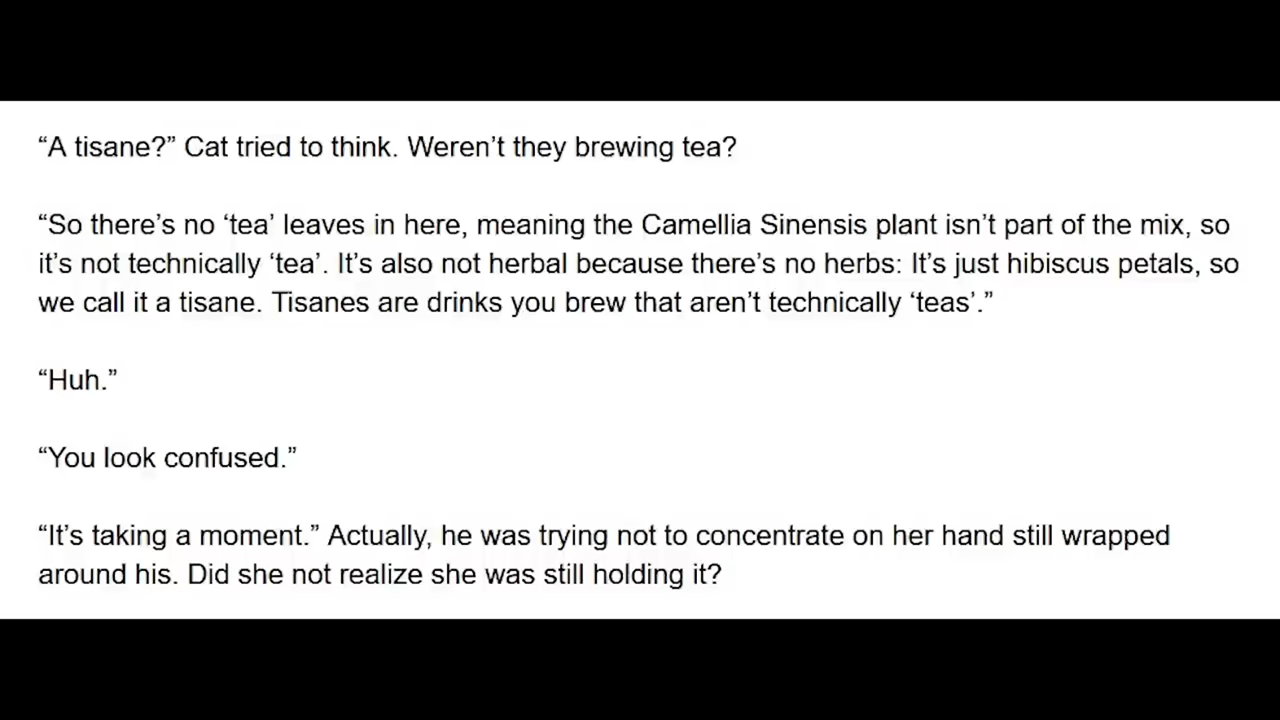 “A tisane?” Cat tried to think. Weren’t they brewing tea?
“So there’s no ‘tea’ leaves in here, meaning the Camellia Sinensis plant isn’t part of the mix, so
it’s not technically ‘tea’. It’s also not herbal because there’s no herbs: It’s just hibiscus petals, so
we call it a tisane. Tisanes are drinks you brew that aren’t technically ‘teas’.”
“Huh.”
“You look confused.”
“It’s taking a moment.” Actually, he was trying not to concentrate on her hand still wrapped
around his. Did she not realize she was still holding it?